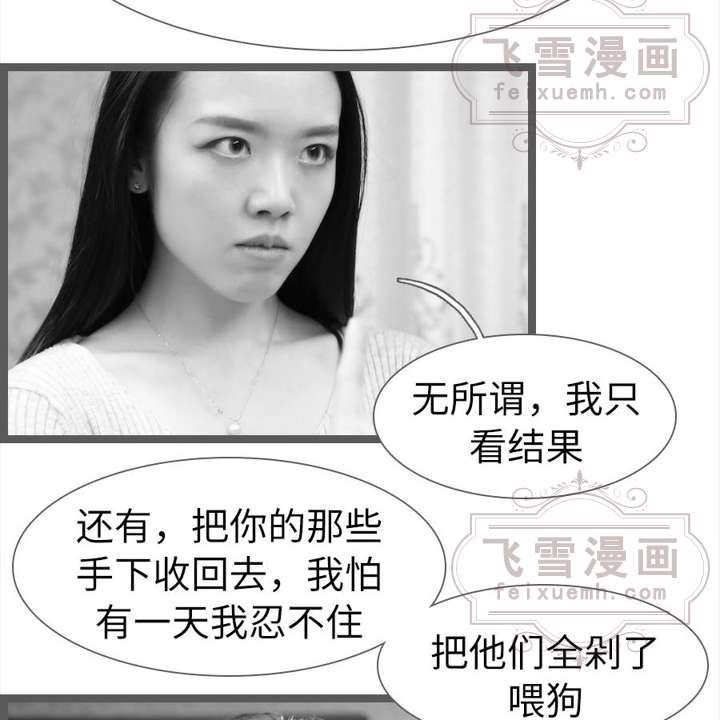 飞雪漫画
feixuemh.com
无所谓，我只
看结果
还有，把你的那些
手下收回去，我怕
有一天我忍不住
飞雪漫画
feixuemh.com
把他们全剁了
喂狗